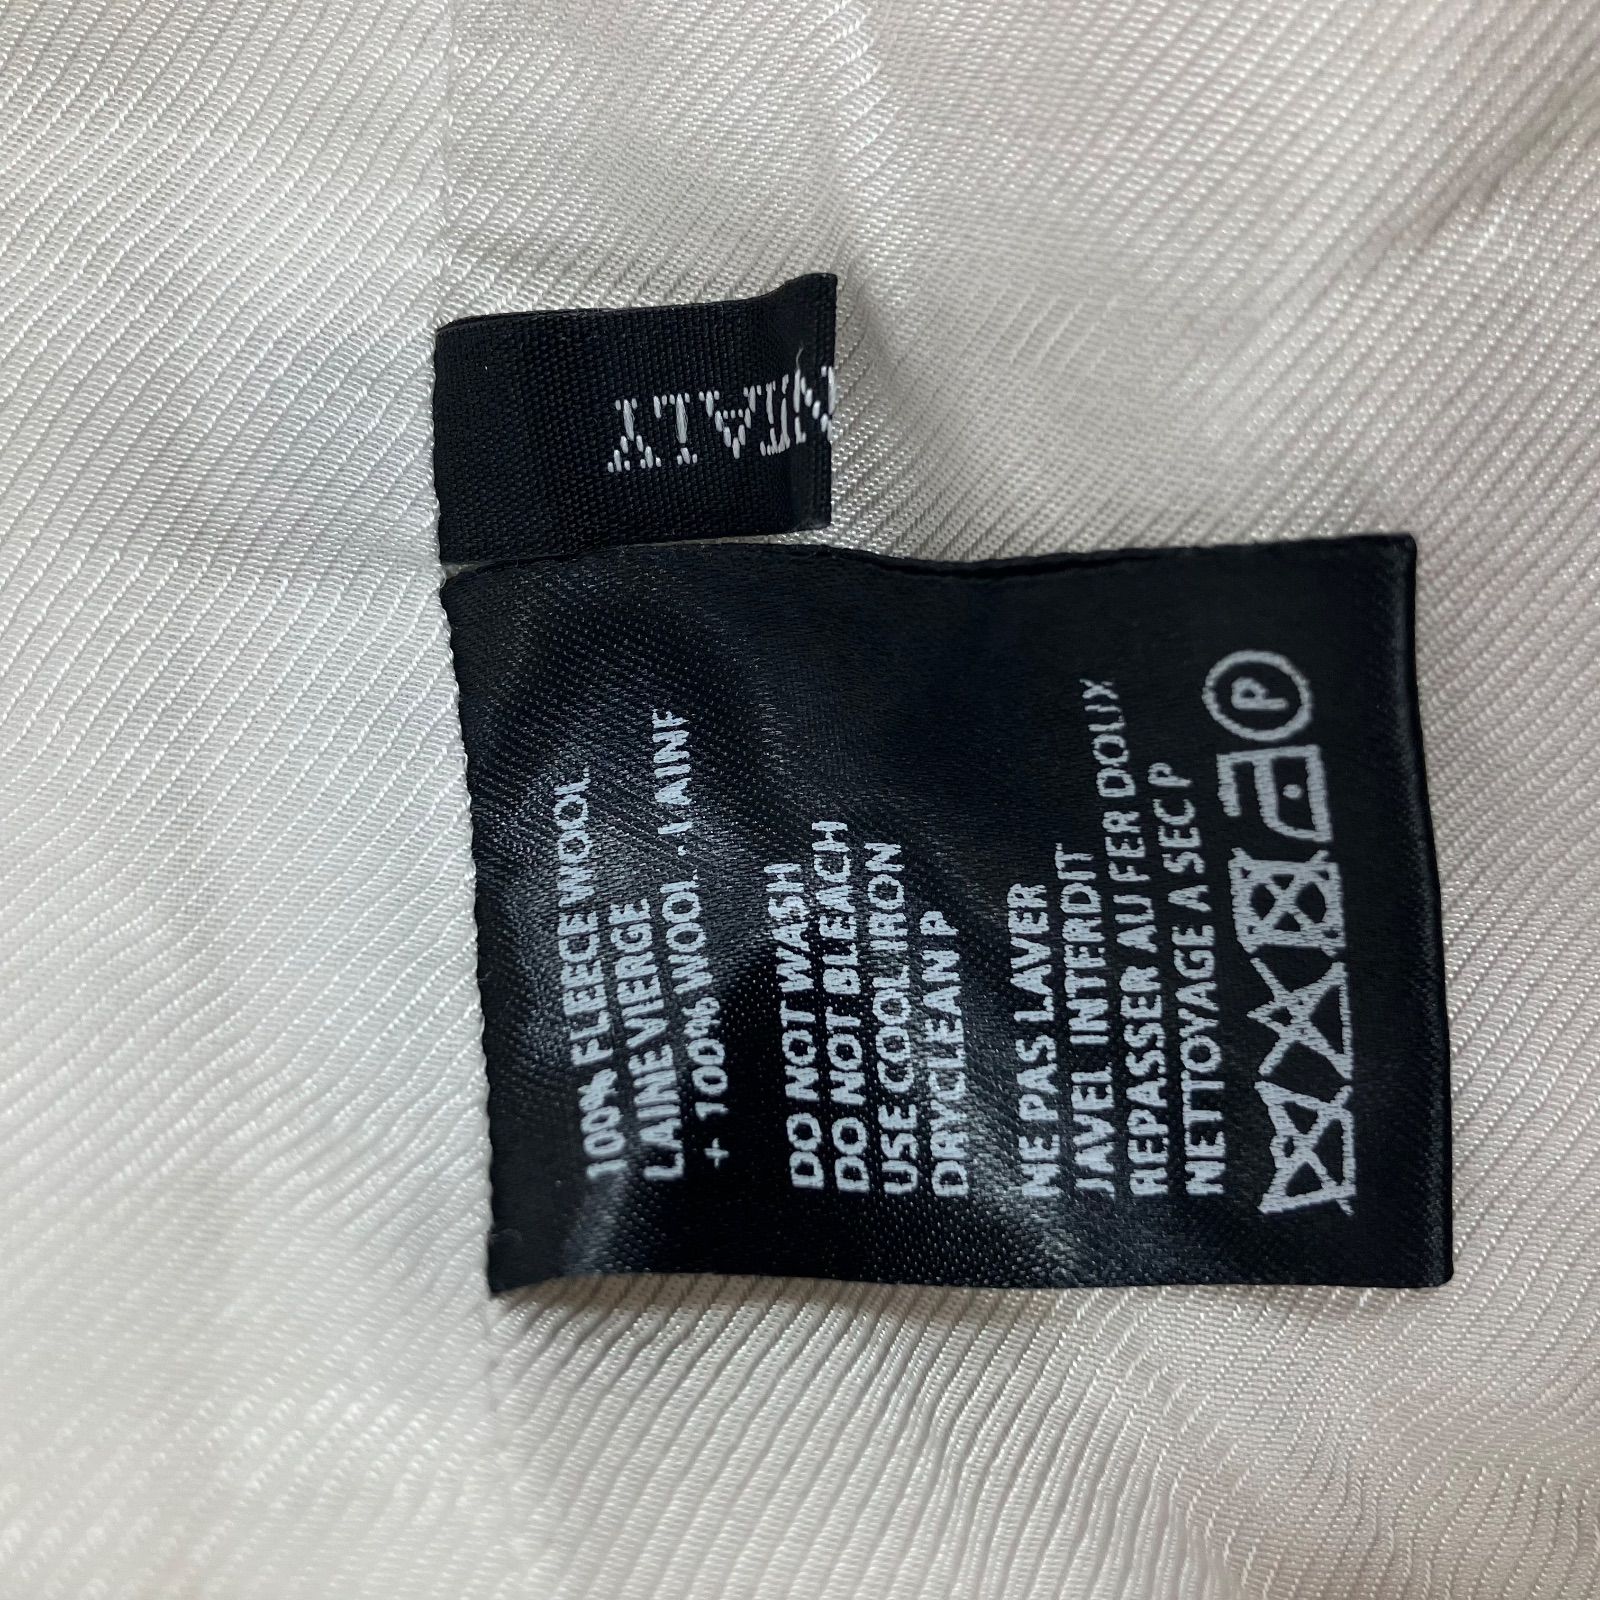 ITALY
100% FLEECE WOOL
LAINE VIERGE
+ 100% WOOL - LAINE
DO NOT WASH
DO NOT BLEACH
USE COOL IRON
DRYCLEAN P
NE PAS LAVER
JAVEL INTERDIT
REPASSER AU FER DOUX
NETTOYAGE A SEC P
P